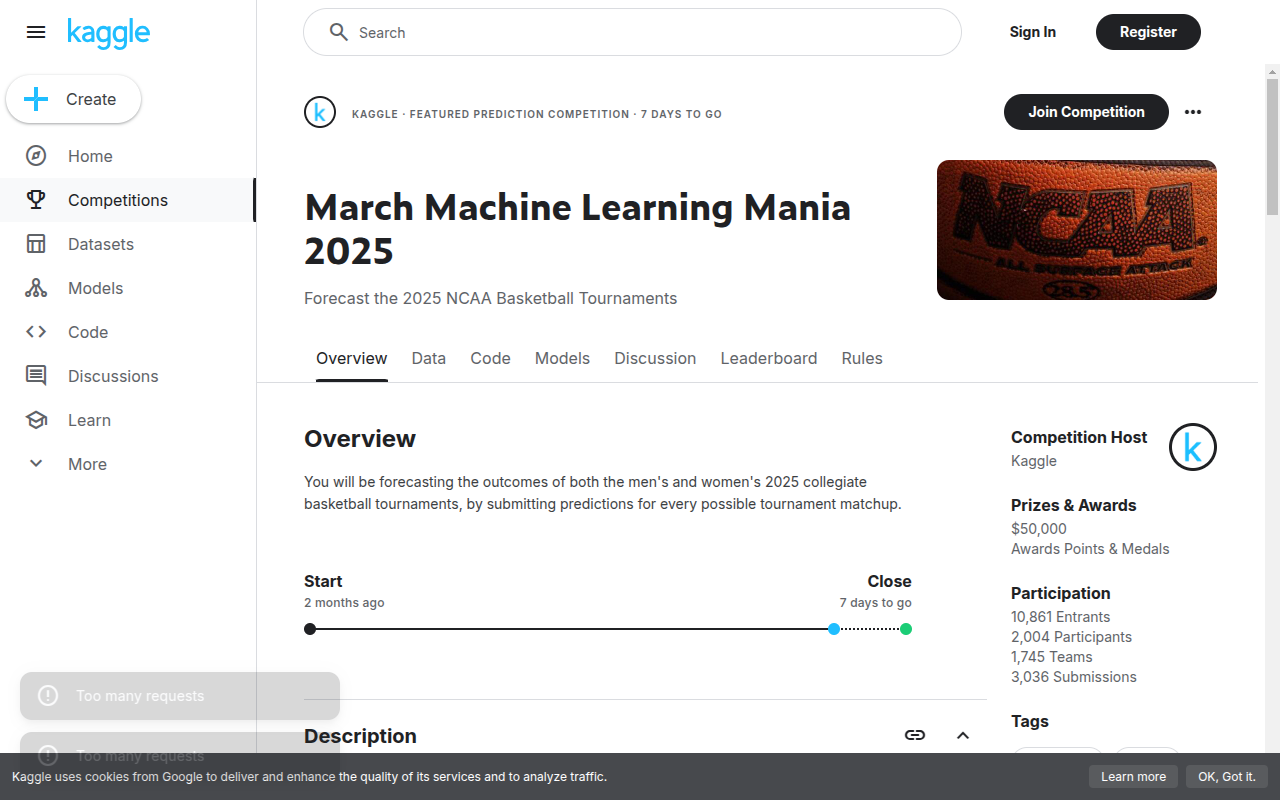 kaggle
Search
Sign In
Register
Create
Home
Competitions
Datasets
Models
Code
Discussions
Learn
More
KAGGLE · FEATURED PREDICTION COMPETITION · 7 DAYS TO GO
Join Competition
March Machine Learning Mania
2025
Forecast the 2025 NCAA Basketball Tournaments
NCAA
ALL SURFACE ATTACK
28.5
Overview
Data
Code
Models
Discussion
Leaderboard
Rules
Overview
You will be forecasting the outcomes of both the men's and women's 2025 collegiate
basketball tournaments, by submitting predictions for every possible tournament matchup.
Start
2 months ago
Close
7 days to go
Description
Competition Host
Kaggle
Prizes & Awards
$50,000
Awards Points & Medals
Participation
10,861 Entrants
2,004 Participants
1,745 Teams
3,036 Submissions
Tags
Too many requests
Too many requests
Kaggle uses cookies from Google to deliver and enhance the quality of its services and to analyze traffic.
Learn more
OK, Got it.